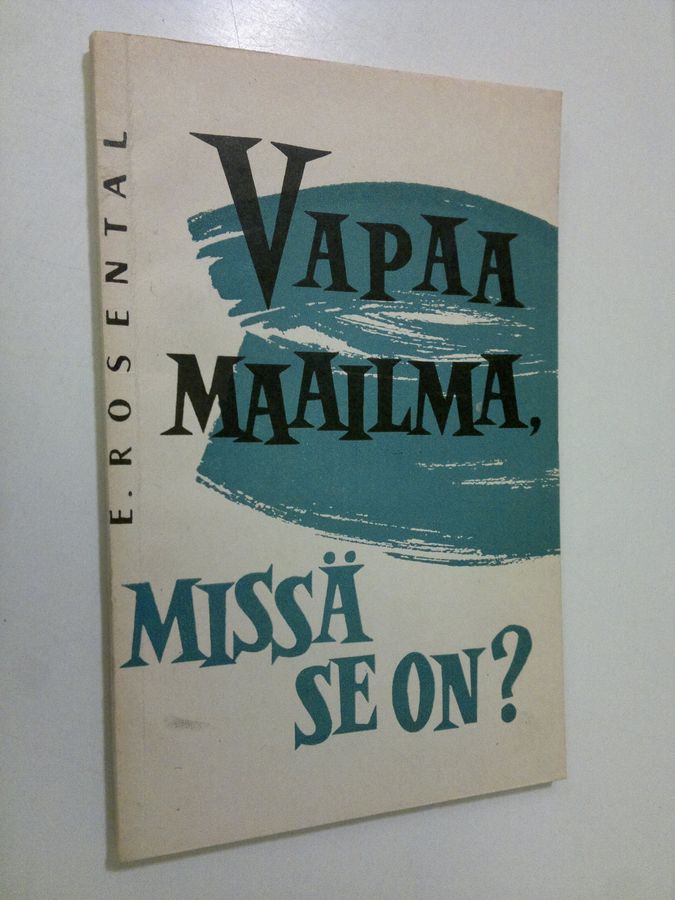 E. ROSENTAL
VAPAA
MAAILMA,
MISSÄ
SE ON?